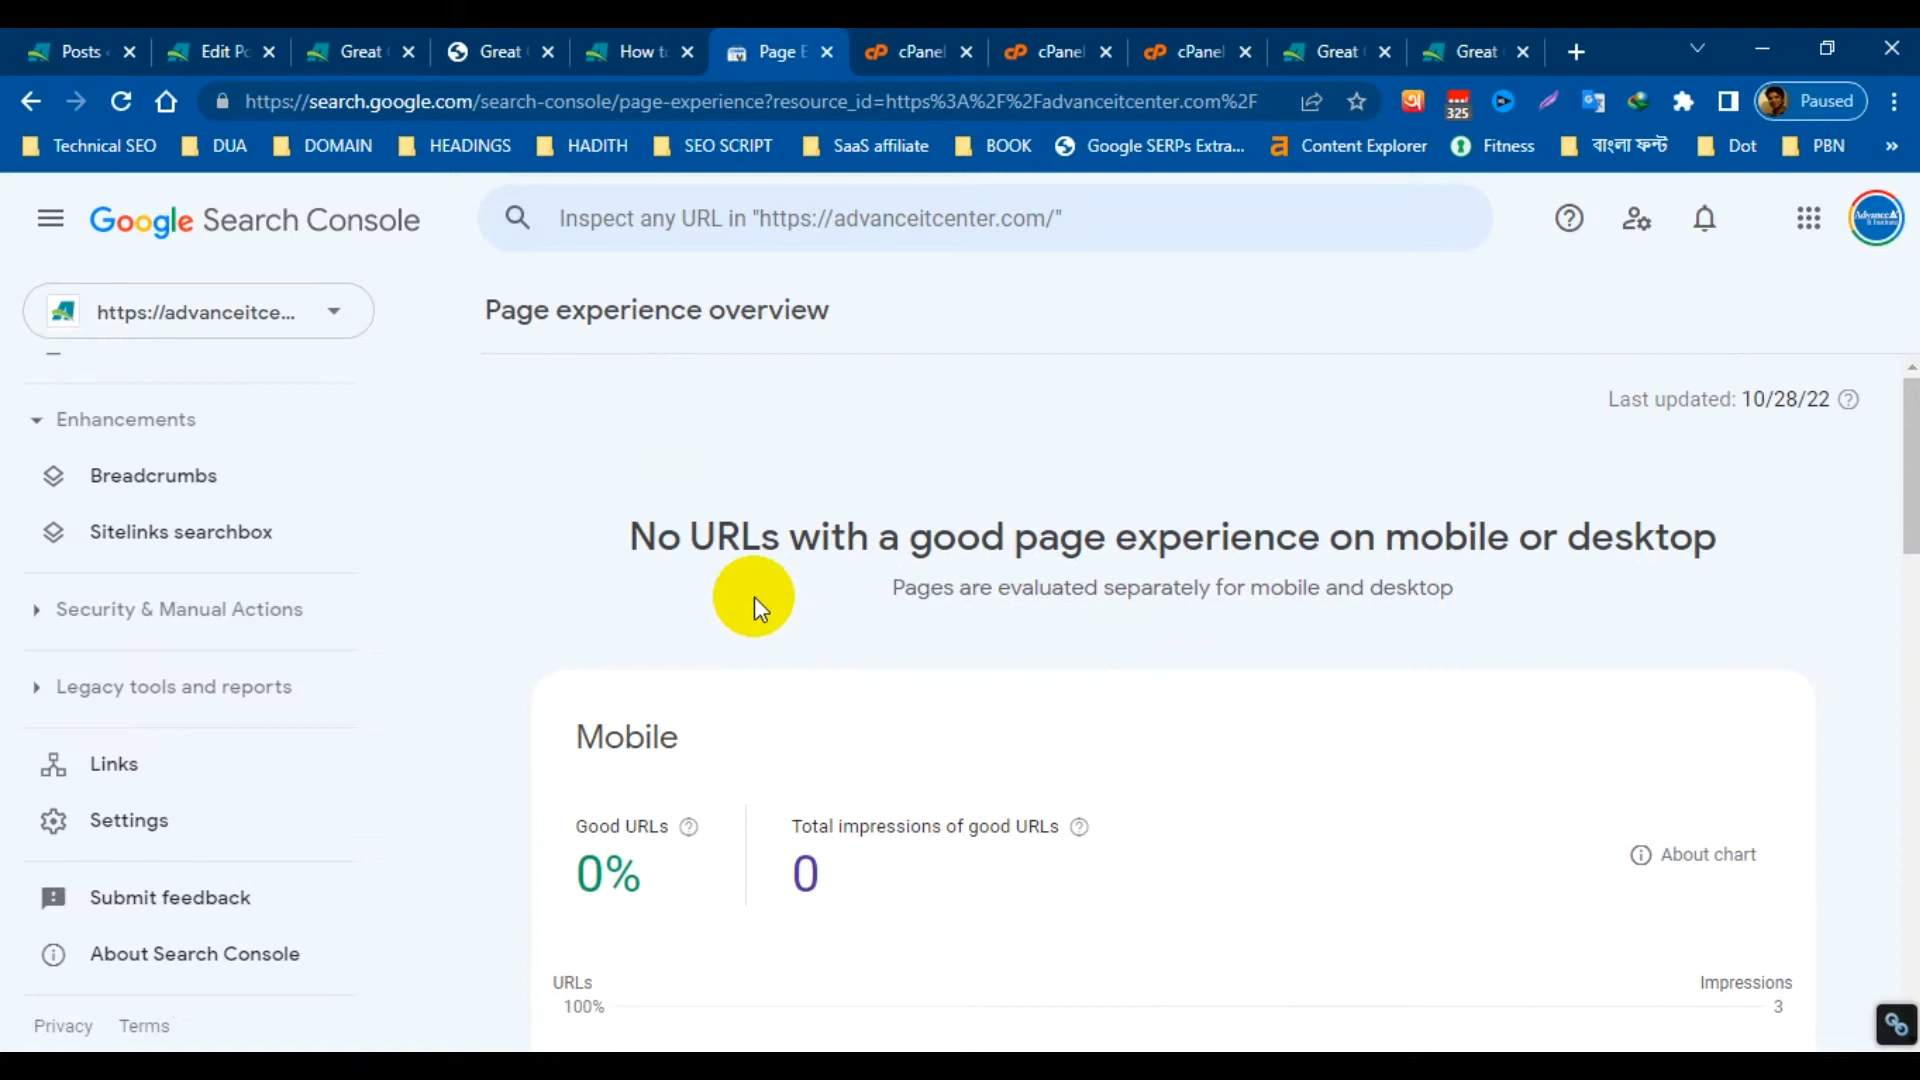 Posts
Edit Po
Great
Great
How to
Page E
cPanel
cPanel
cPanel
Great
Great
https://search.google.com/search-console/page-experience?resource_id=https%3A%2F%2Fadvanceitcenter.com%2F
325
Paused
Technical SEO
DUA
DOMAIN
HEADINGS
HADITH
SEO SCRIPT
SaaS affiliate
BOOK
Google SERPs Extra...
Content Explorer
Fitness
বাংলা ফন্ট
Dot
PBN
Google Search Console
Inspect any URL in "https://advanceitcenter.com/"
https://advanceitce...
Page experience overview
Last updated: 10/28/22
Enhancements
Breadcrumbs
Sitelinks searchbox
Security & Manual Actions
Legacy tools and reports
Links
Settings
Submit feedback
About Search Console
Privacy
Terms
No URLs with a good page experience on mobile or desktop
Pages are evaluated separately for mobile and desktop
Mobile
Good URLs
0%
Total impressions of good URLs
0
About chart
URLs
100%
Impressions
3